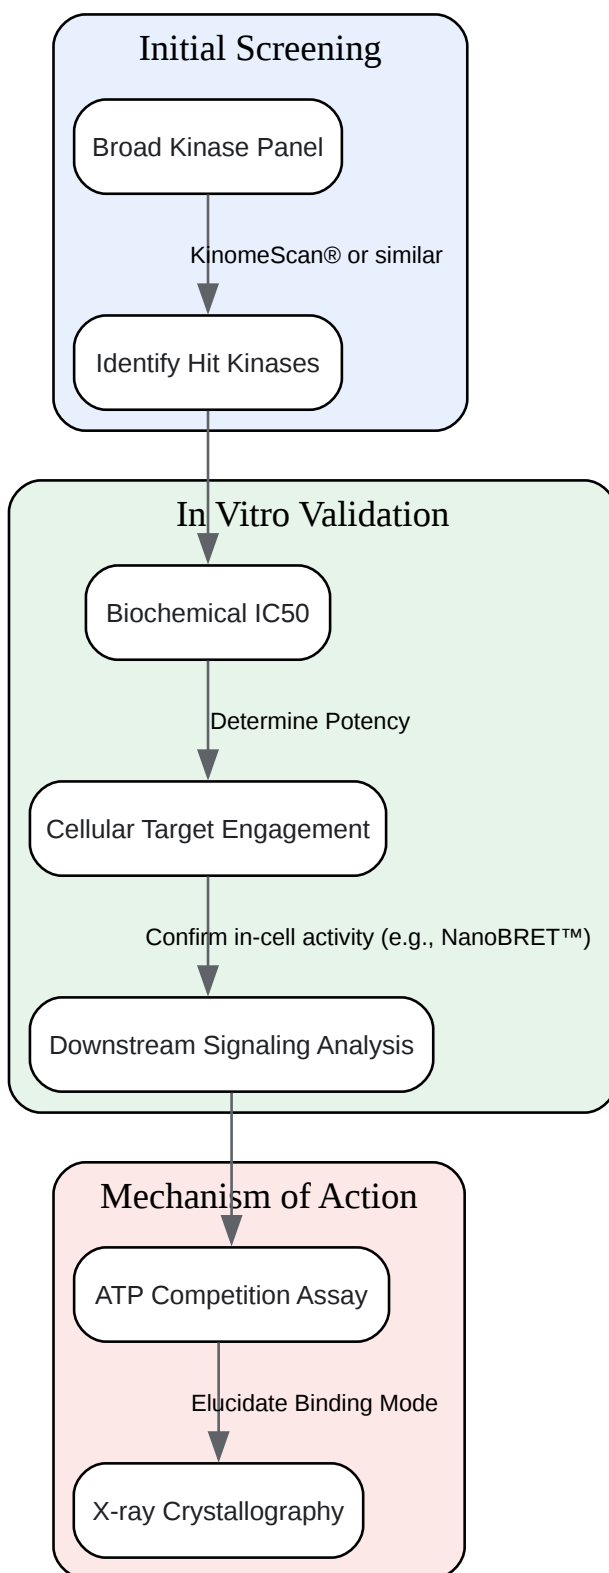 Initial Screening
Broad Kinase Panel
KinomeScan® or similar
Identify Hit Kinases
In Vitro Validation
Biochemical IC50
Determine Potency
Cellular Target Engagement
Confirm in-cell activity (e.g., NanoBRET™)
Downstream Signaling Analysis
Mechanism of Action
ATP Competition Assay
Elucidate Binding Mode
X-ray Crystallography